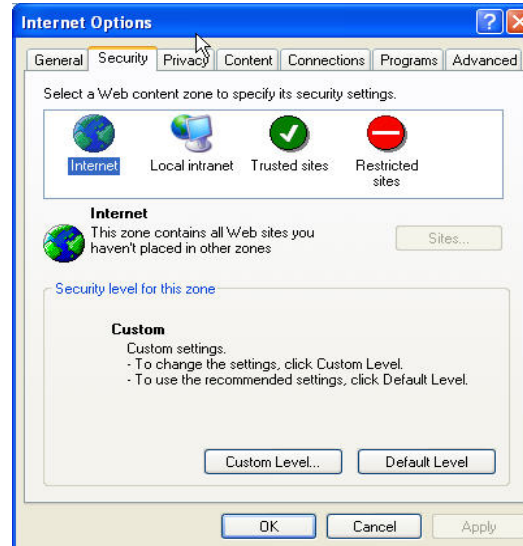 Internet Options
General Security Privacy Content Connections Programs Advanced
Select a Web content zone to specify its security settings.
Internet Local intranet Trusted sites Restricted
sites
Internet
This zone contains all Web sites you
haven't placed in other zones
Sites...
Security level for this zone
Custom
Custom settings.
- To change the settings, click Custom Level.
- To use the recommended settings, click Default Level.
Custom Level... Default Level
OK Cancel Apply